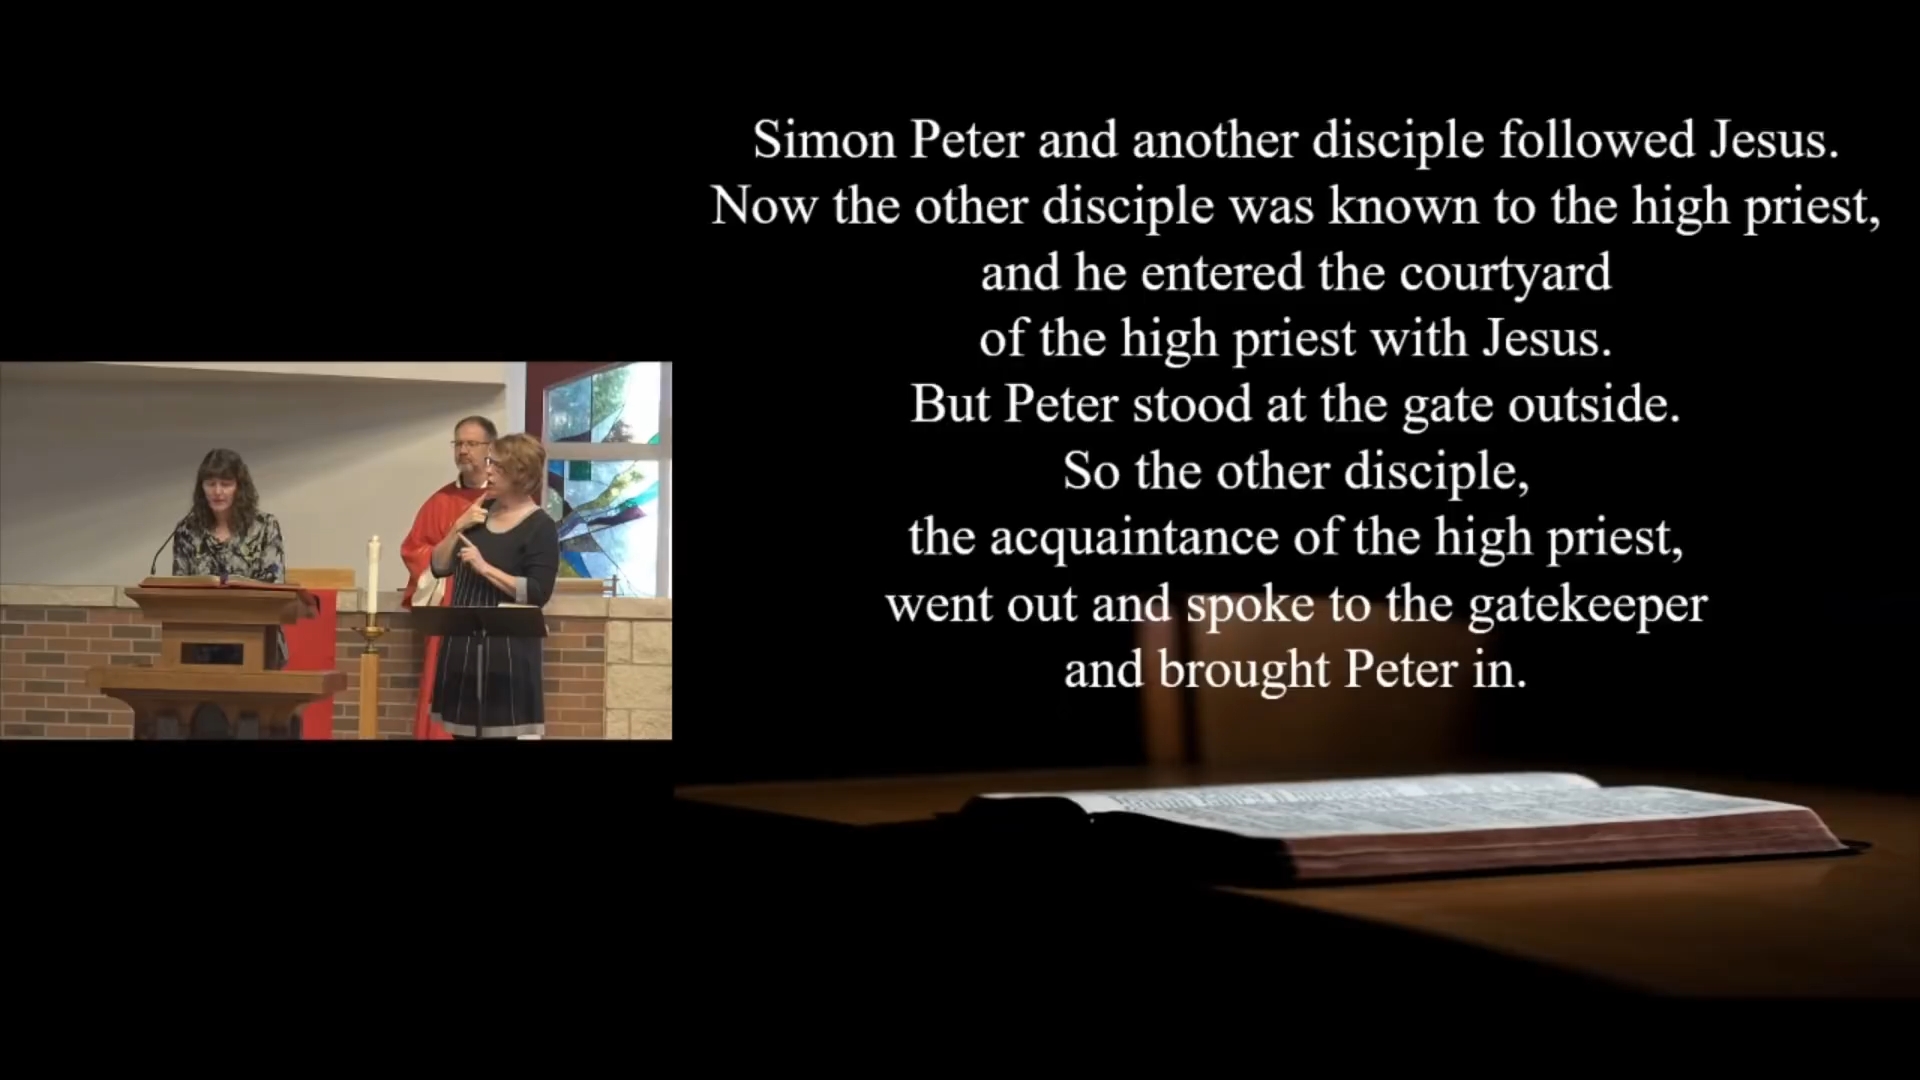 Simon Peter and another disciple followed Jesus.
Now the other disciple was known to the high priest,
and he entered the courtyard
of the high priest with Jesus.
But Peter stood at the gate outside.
So the other disciple,
the acquaintance of the high priest,
went out and spoke to the gatekeeper
and brought Peter in.